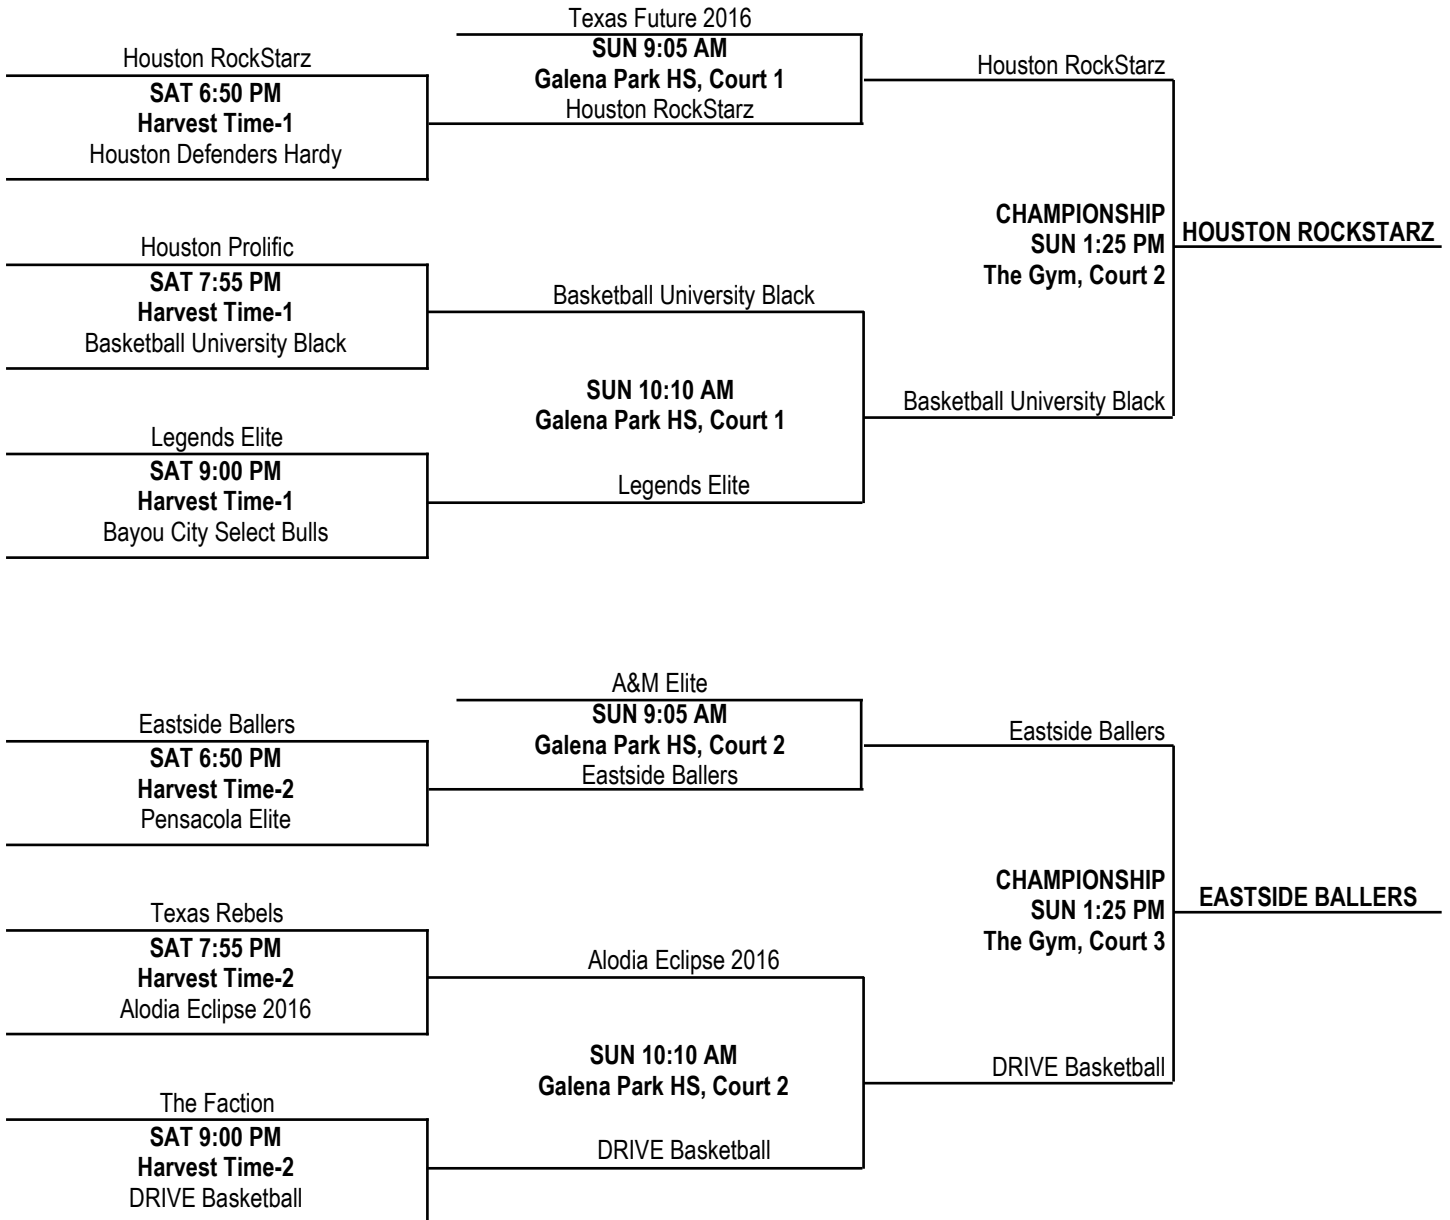 Texas Future 2016
Houston RockStarz
SUN 9:05 AM
Galena Park HS, Court 1
Houston RockStarz
Houston RockStarz
SAT 6:50 PM
Harvest Time-1
Houston Defenders Hardy
CHAMPIONSHIP
SUN 1:25 PM
The Gym, Court 2
HOUSTON ROCKSTARZ
Houston Prolific
SAT 7:55 PM
Harvest Time-1
Basketball University Black
Basketball University Black
SUN 10:10 AM
Galena Park HS, Court 1
Basketball University Black
Legends Elite
SAT 9:00 PM
Harvest Time-1
Bayou City Select Bulls
Legends Elite
A&M Elite
Eastside Ballers
SUN 9:05 AM
Galena Park HS, Court 2
Eastside Ballers
Eastside Ballers
SAT 6:50 PM
Harvest Time-2
Pensacola Elite
CHAMPIONSHIP
SUN 1:25 PM
The Gym, Court 3
EASTSIDE BALLERS
Texas Rebels
SAT 7:55 PM
Harvest Time-2
Alodia Eclipse 2016
Alodia Eclipse 2016
SUN 10:10 AM
Galena Park HS, Court 2
DRIVE Basketball
The Faction
SAT 9:00 PM
Harvest Time-2
DRIVE Basketball
DRIVE Basketball